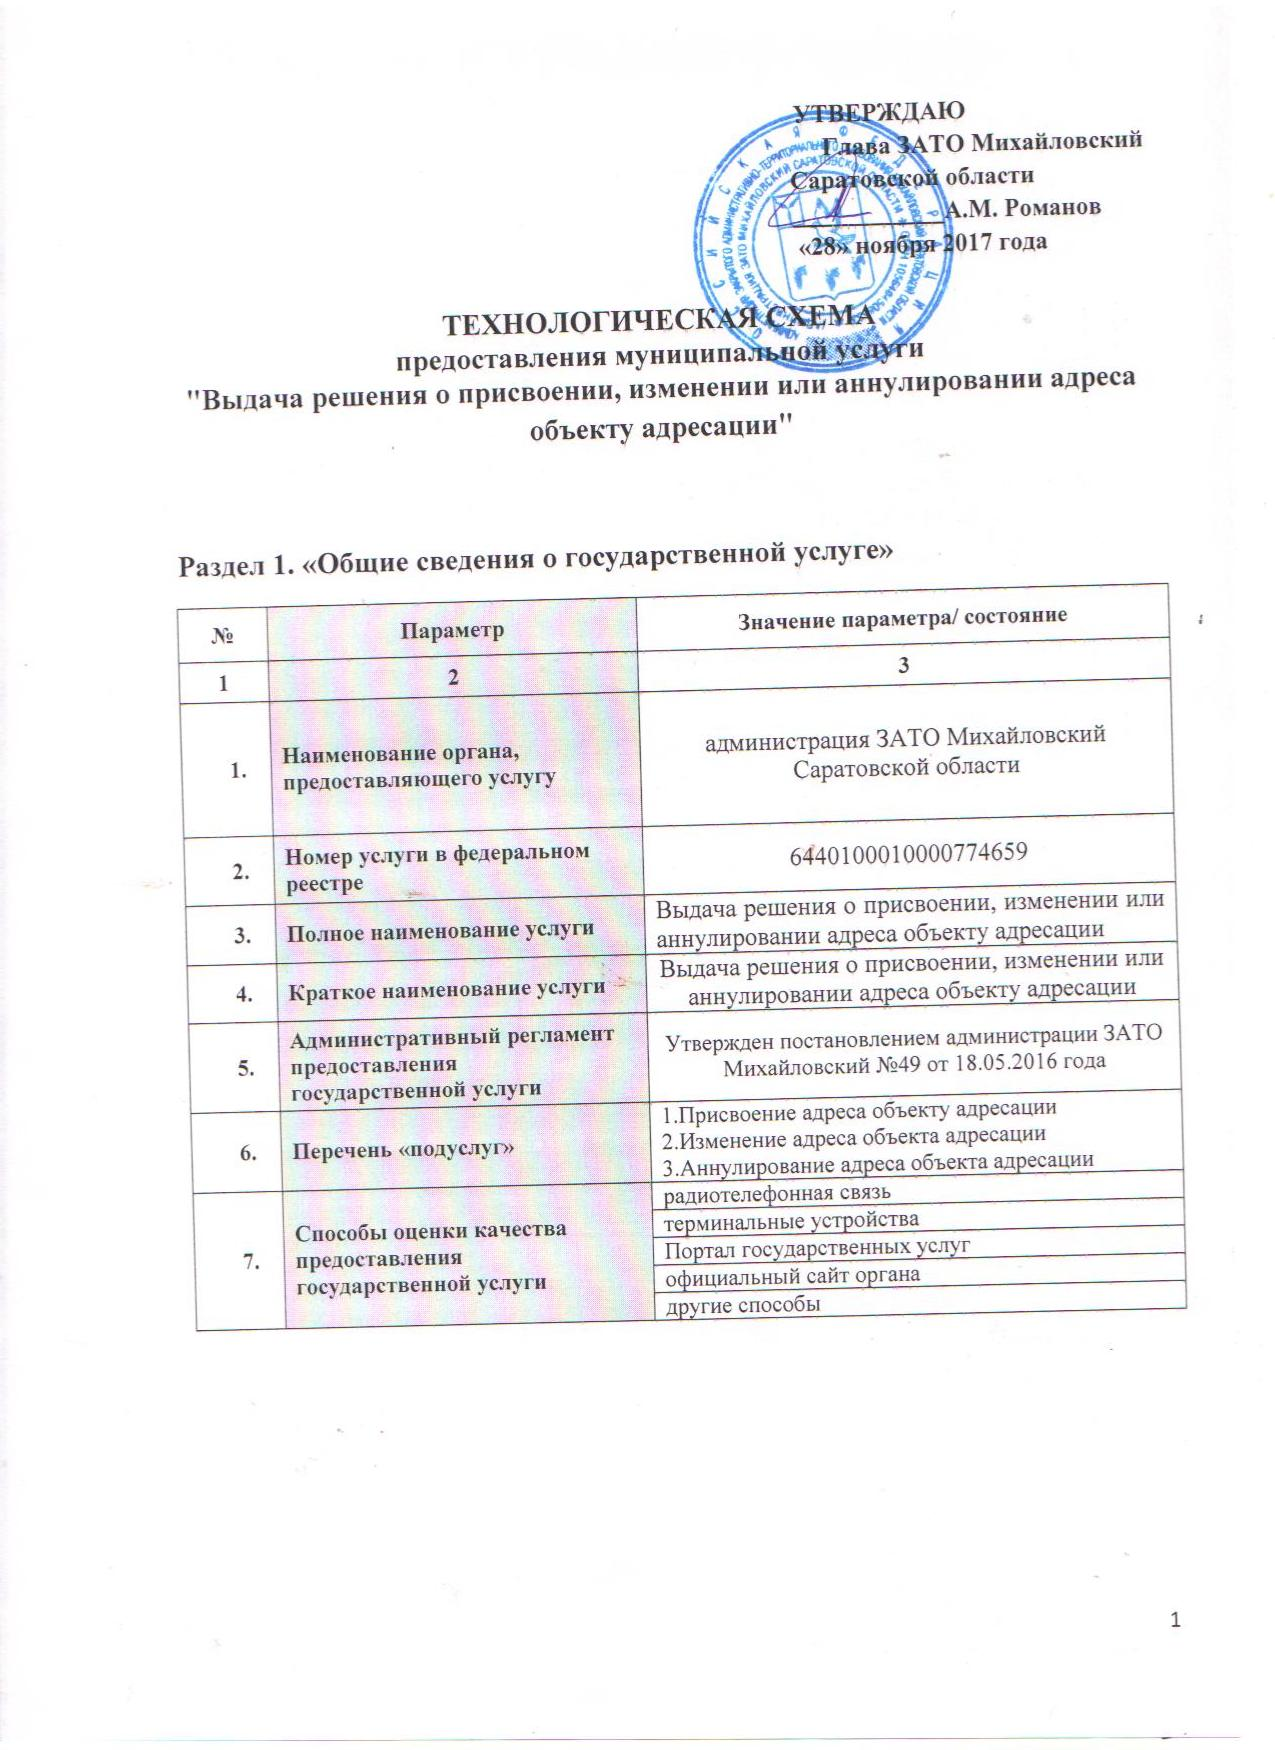 УТВЕРЖДАЮ
Глава ЗАТО Михайловский
Саратовской области
____________А.М. Романов
«28» ноября 2017 года
ТЕХНОЛОГИЧЕСКАЯ СХЕМА
предоставления муниципальной услуги
"Выдача решения о присвоении, изменении или аннулировании адреса
объекту адресации"
Раздел 1. «Общие сведения о государственной услуге»
№
Параметр
Значение параметра/ состояние
1
2
3
1.
Наименование органа,
предоставляющего услугу
администрация ЗАТО Михайловский
Саратовской области
2.
Номер услуги в федеральном
реестре
6440100010000774659
3.
Полное наименование услуги
Выдача решения о присвоении, изменении или
аннулировании адреса объекту адресации
4.
Краткое наименование услуги
Выдача решения о присвоении, изменении или
аннулировании адреса объекту адресации
5.
Административный регламент
предоставления
государственной услуги
Утвержден постановлением администрации ЗАТО
Михайловский №49 от 18.05.2016 года
6.
Перечень «подуслуг»
1.Присвоение адреса объекту адресации
2.Изменение адреса объекта адресации
3.Аннулирование адреса объекта адресации
7.
Способы оценки качества
предоставления
государственной услуги
радиотелефонная связь
терминальные устройства
Портал государственных услуг
официальный сайт органа
другие способы
1